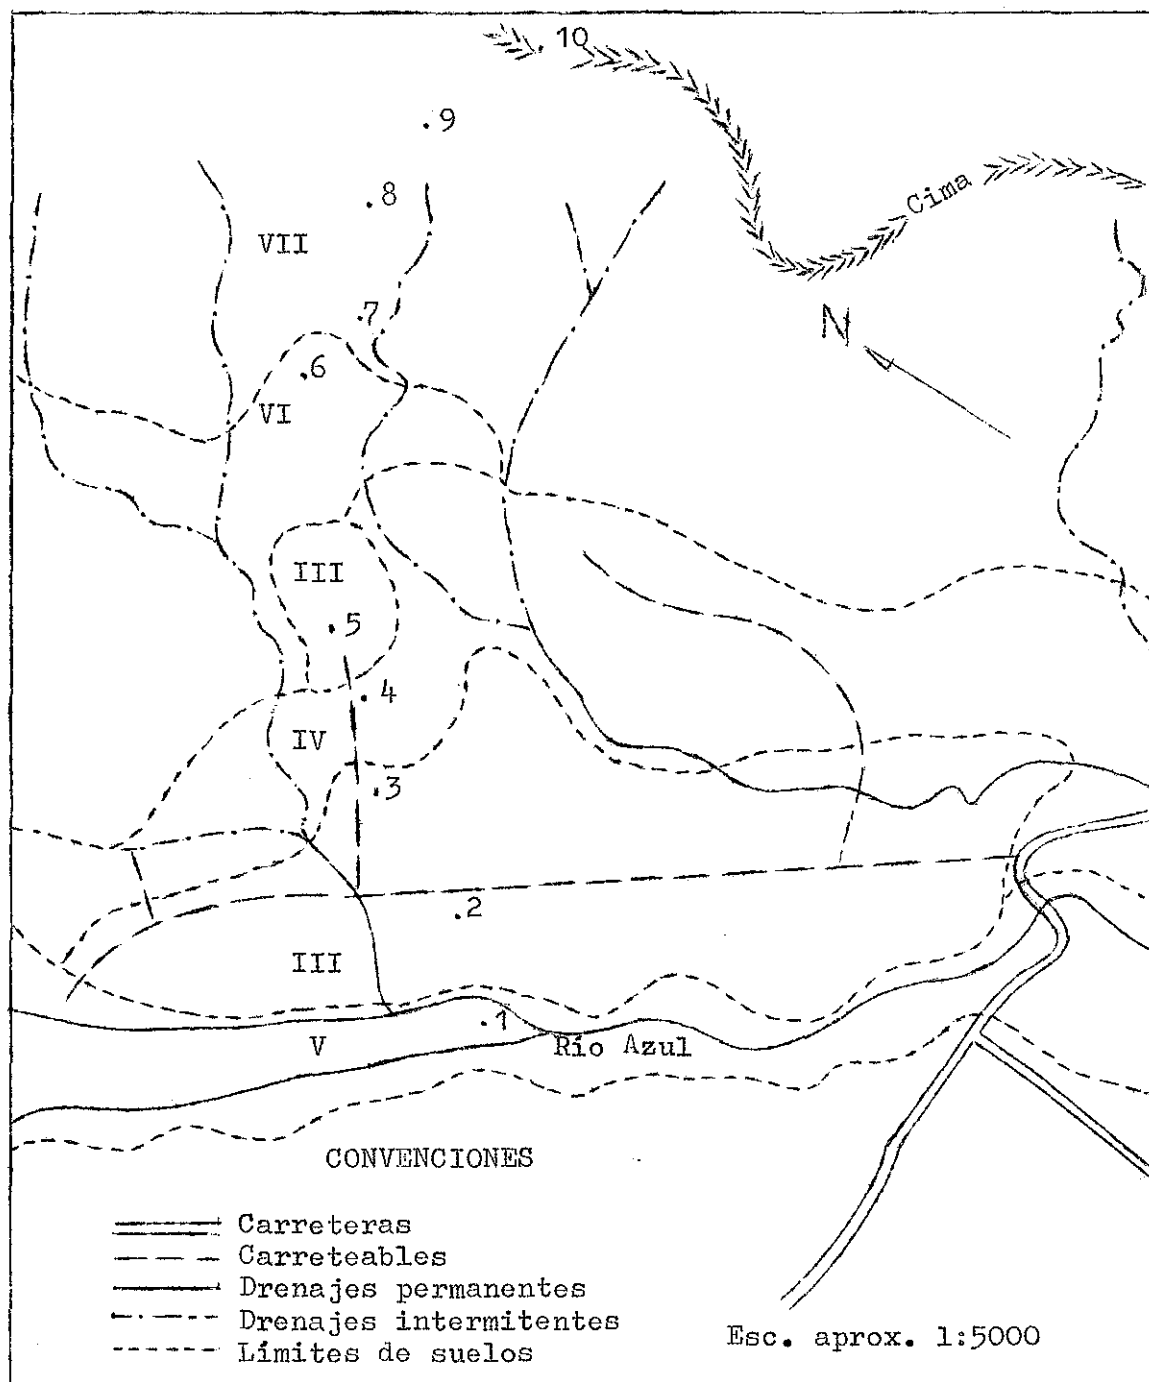 .10
.9
.8
VII
.7
.6
VI
N
Cima
III
.5
.4
IV
.3
.2
III
.1
V
Río Azul
CONVENCIONES
Carreteras
Carreteables
Drenajes permanentes
Drenajes intermitentes
Límites de suelos
Esc. aprox. 1:5000